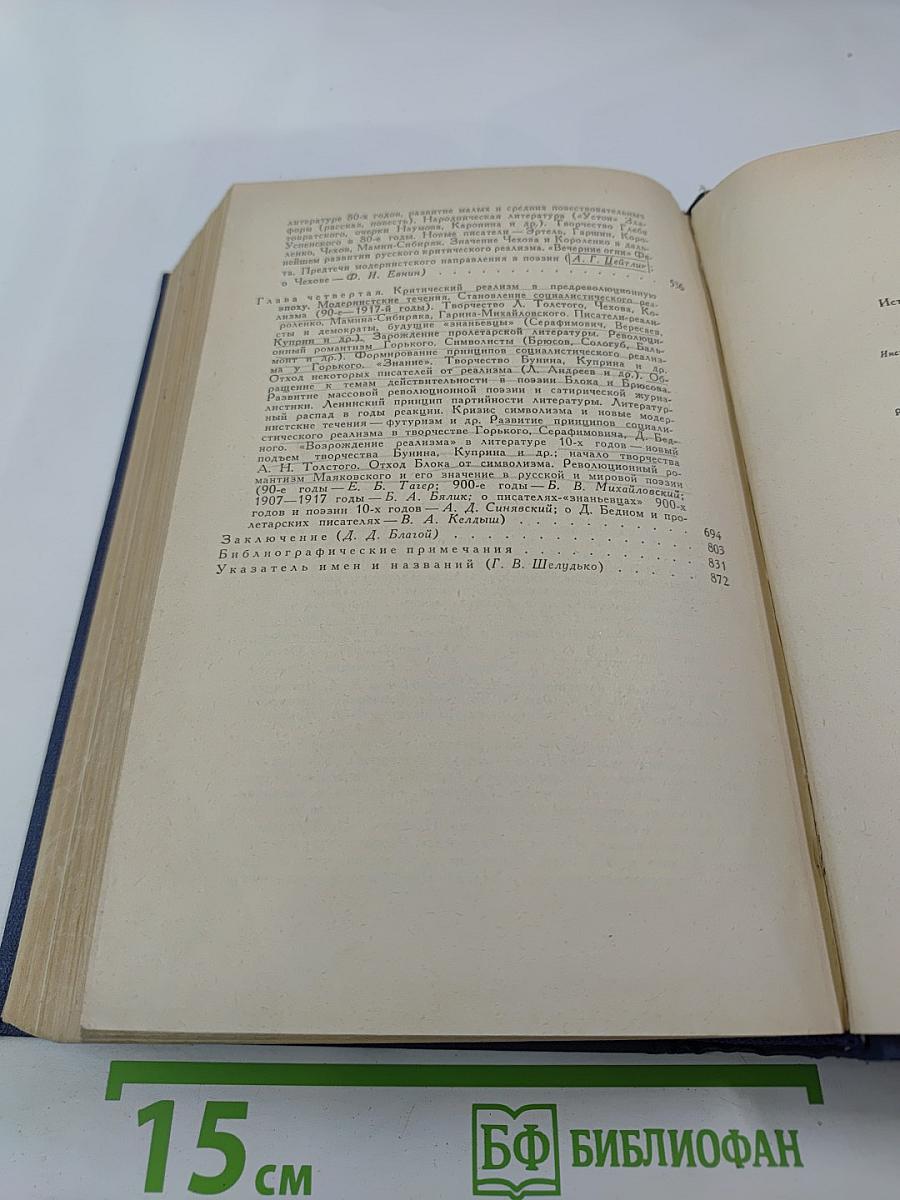 литературе 80-х годов, развитие малых и средних повествовательных
форм (рассказ, повесть). Народническая литература («Устои» Зла-
товратского, очерки Наумова, Каронина и др.). Творчество Глеба
Успенского в 80-е годы. Новые писатели — Эртель, Гаршин, Коро-
ленко, Чехов, Мамин-Сибиряк. Значение Чехова и Короленко в даль-
нейшем развитии русского критического реализма. «Вечерние огни» Фе-
та. Предтечи модернистского направления в поэзии (А. Г. Цейтлин;
о Чехове — Ф. И. Евнин) . . . . . . . . . . . . . 556
Глава четвертая. Критический реализм в предреволюционную
эпоху. Модернистские течения. Становление социалистического реа-
лизма (90-е—1917-й годы). Творчество Л. Толстого, Чехова, Ко-
роленко, Мамина-Сибиряка, Гарина-Михайловского. Писатели-реали-
сты и демократы, будущие «знаньевцы» (Серафимович, Вересаев,
Куприн и др.). Зарождение пролетарской литературы. Революци-
онный романтизм Горького. Символисты (Брюсов, Сологуб, Баль-
монт и др.). Формирование принципов социалистического реализ-
ма у Горького. «Знание». Творчество Бунина, Куприна и др.
Отход некоторых писателей от реализма (Л. Андреев и др.). Об-
ращение к темам действительности в поэзии Блока и Брюсова.
Развитие массовой революционной поэзии и сатирической журна-
листики. Ленинский принцип партийности литературы. Литератур-
ный распад в годы реакции. Кризис символизма и новые модер-
нистские течения — футуризм и др. Развитие принципов социали-
стического реализма в творчестве Горького, Серафимовича, Д. Бед-
ного. «Возрождение реализма» в литературе 10-х годов — новый
подъем творчества Бунина, Куприна и др.; начало творчества
А. Н. Толстого. Отход Блока от символизма. Революционный ро-
мантизм Маяковского и его значение в русской и мировой поэзии
(90-е годы — Е. Б. Тагер; 900-е годы — Б. В. Михайловский;
1907—1917 годы — Б. А. Бялик; о писателях-«знаньевцах» 900-х
годов и поэзии 10-х годов — А. Д. Синявский; о Д. Бедном и про-
летарских писателях — В. А. Келдыш) . . . . . . . . . 694
Заключение (Д. Д. Благой) . . . . . . . . . . . 803
Библиографические примечания . . . . . . . . . 831
Указатель имен и названий (Г. В. Шелудько) . . . . . 872
Ист
Инс
15 см
БФ БИБЛИОФАН